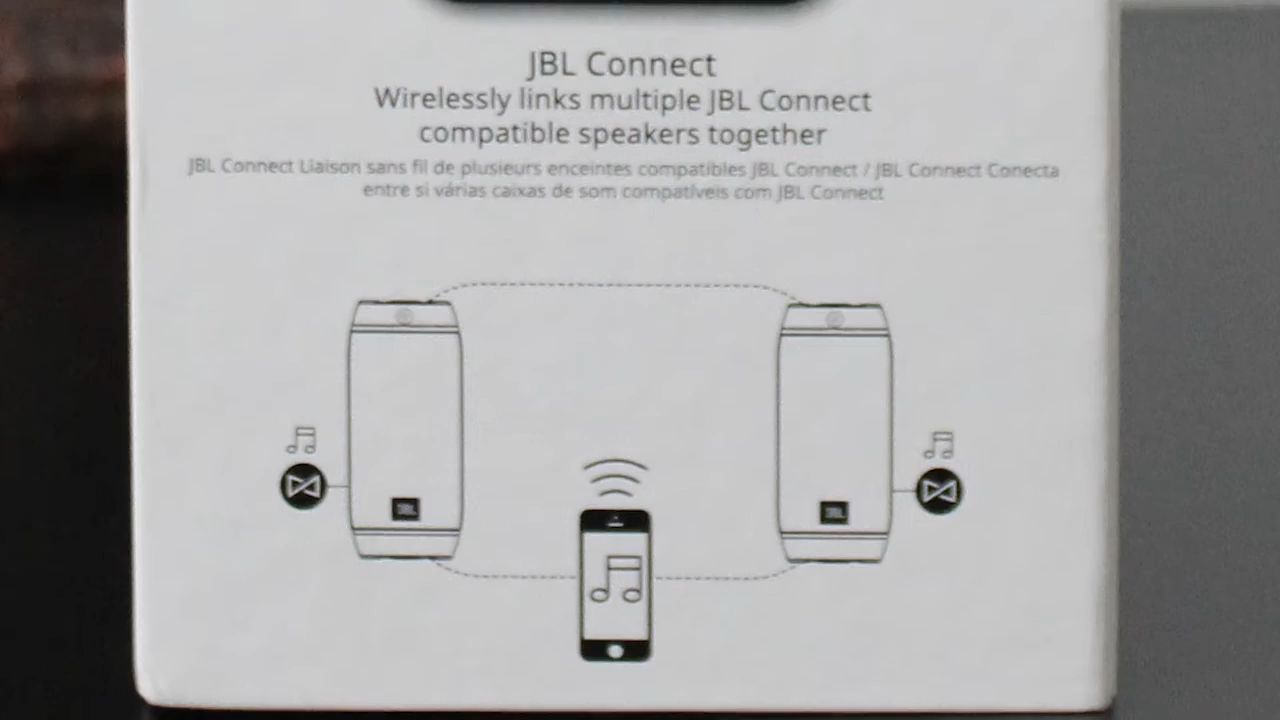 JBL Connect
Wirelessly links multiple JBL Connect
compatible speakers together
JBL Connect Liaison sans fil de plusieurs enceintes compatibles JBL Connect / JBL Connect Conecta
entre si várias caixas de som compatíveis com JBL Connect
JBL
JBL